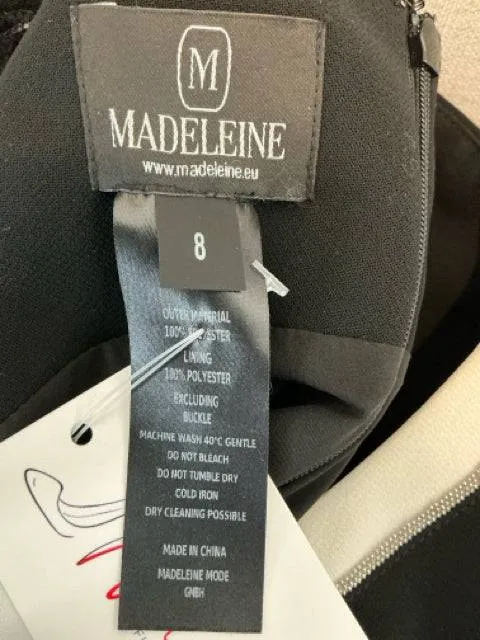 M
MADELEINE
www.madeleine.eu
8
OUTER MATERIAL
100% POLYESTER
LINING
100% POLYESTER
EXCLUDING
BUCKLE
MACHINE WASH 40°C GENTLE
DO NOT BLEACH
DO NOT TUMBLE DRY
COLD IRON
DRY CLEANING POSSIBLE
MADE IN CHINA
MADELEINE MODE
GMBH